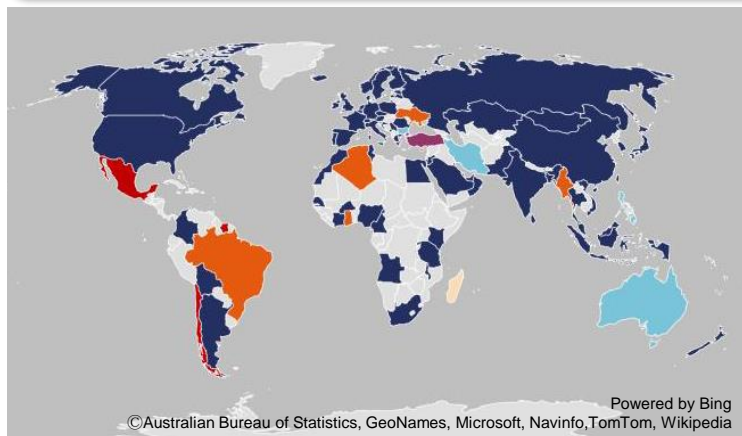 Powered by Bing
©Australian Bureau of Statistics, GeoNames, Microsoft, Navinfo,TomTom, Wikipedia